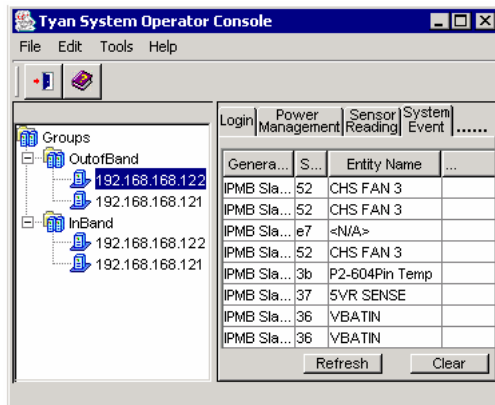 Tyan System Operator Console
File Edit Tools Help
Groups
OutofBand
192.168.168.122
192.168.168.121
InBand
192.168.168.122
192.168.168.121
Login Power Management Sensor Reading System Event ......
Genera... S... Entity Name ...
IPMB Sla... 52 CHS FAN 3
IPMB Sla... 52 CHS FAN 3
IPMB Sla... e7 <N/A>
IPMB Sla... 52 CHS FAN 3
IPMB Sla... 3b P2-604Pin Temp
IPMB Sla... 37 5VR SENSE
IPMB Sla... 36 VBATIN
IPMB Sla... 36 VBATIN
Refresh Clear